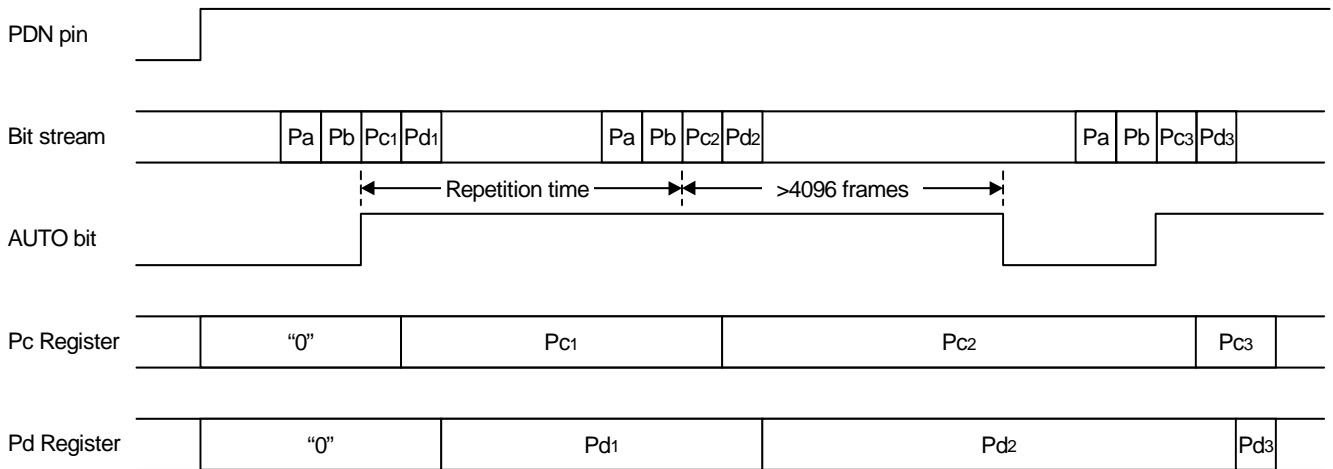 PDN pin
Bit stream Pa Pb Pc1 Pd1 Pa Pb Pc2 Pd2 Pa Pb Pc3 Pd3
Repetition time >4096 frames
AUTO bit
Pc Register “0” Pc1 Pc2 Pc3
Pd Register “0” Pd1 Pd2 Pd3